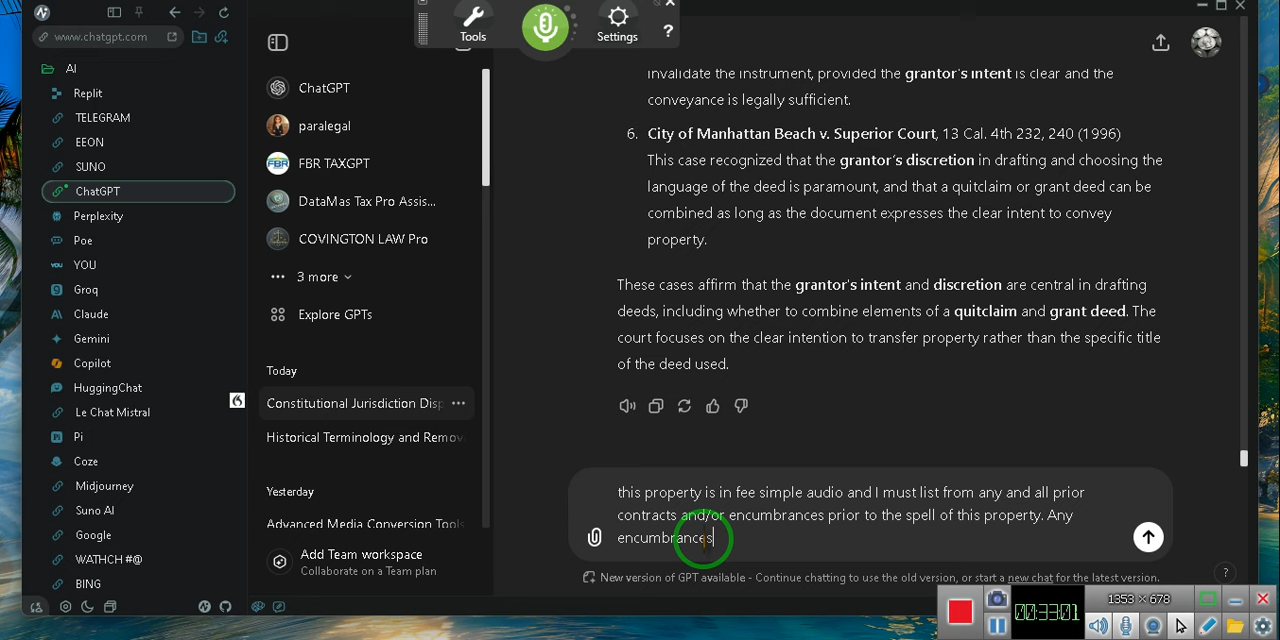 www.chatgpt.com
AI
Replit
TELEGRAM
EEON
SUNO
ChatGPT
Perplexity
Poe
YOU
Groq
Claude
Gemini
Copilot
HuggingChat
Le Chat Mistral
Pi
Coze
Midjourney
Suno AI
Google
WATHCH #@
BING
ChatGPT
paralegal
FBR TAXGPT
DataMas Tax Pro Assis...
COVINGTON LAW Pro
3 more
Explore GPTs
Today
Constitutional Jurisdiction Disp
Historical Terminology and Remov
Yesterday
Advanced Media Conversion Tools
Add Team workspace
Collaborate on a Team plan
Tools
Settings
?
invalidate the instrument, provided the grantor's intent is clear and the
conveyance is legally sufficient.
6. City of Manhattan Beach v. Superior Court, 13 Cal. 4th 232, 240 (1996)
This case recognized that the grantor's discretion in drafting and choosing the
language of the deed is paramount, and that a quitclaim or grant deed can be
combined as long as the document expresses the clear intent to convey
property.
These cases affirm that the grantor's intent and discretion are central in drafting
deeds, including whether to combine elements of a quitclaim and grant deed. The
court focuses on the clear intention to transfer property rather than the specific title
of the deed used.
this property is in fee simple audio and I must list from any and all prior
contracts and/or encumbrances prior to the spell of this property. Any
encumbrances
New version of GPT available - Continue chatting to use the old version, or start a new chat for the latest version.
?
1353 × 678
00:33:01